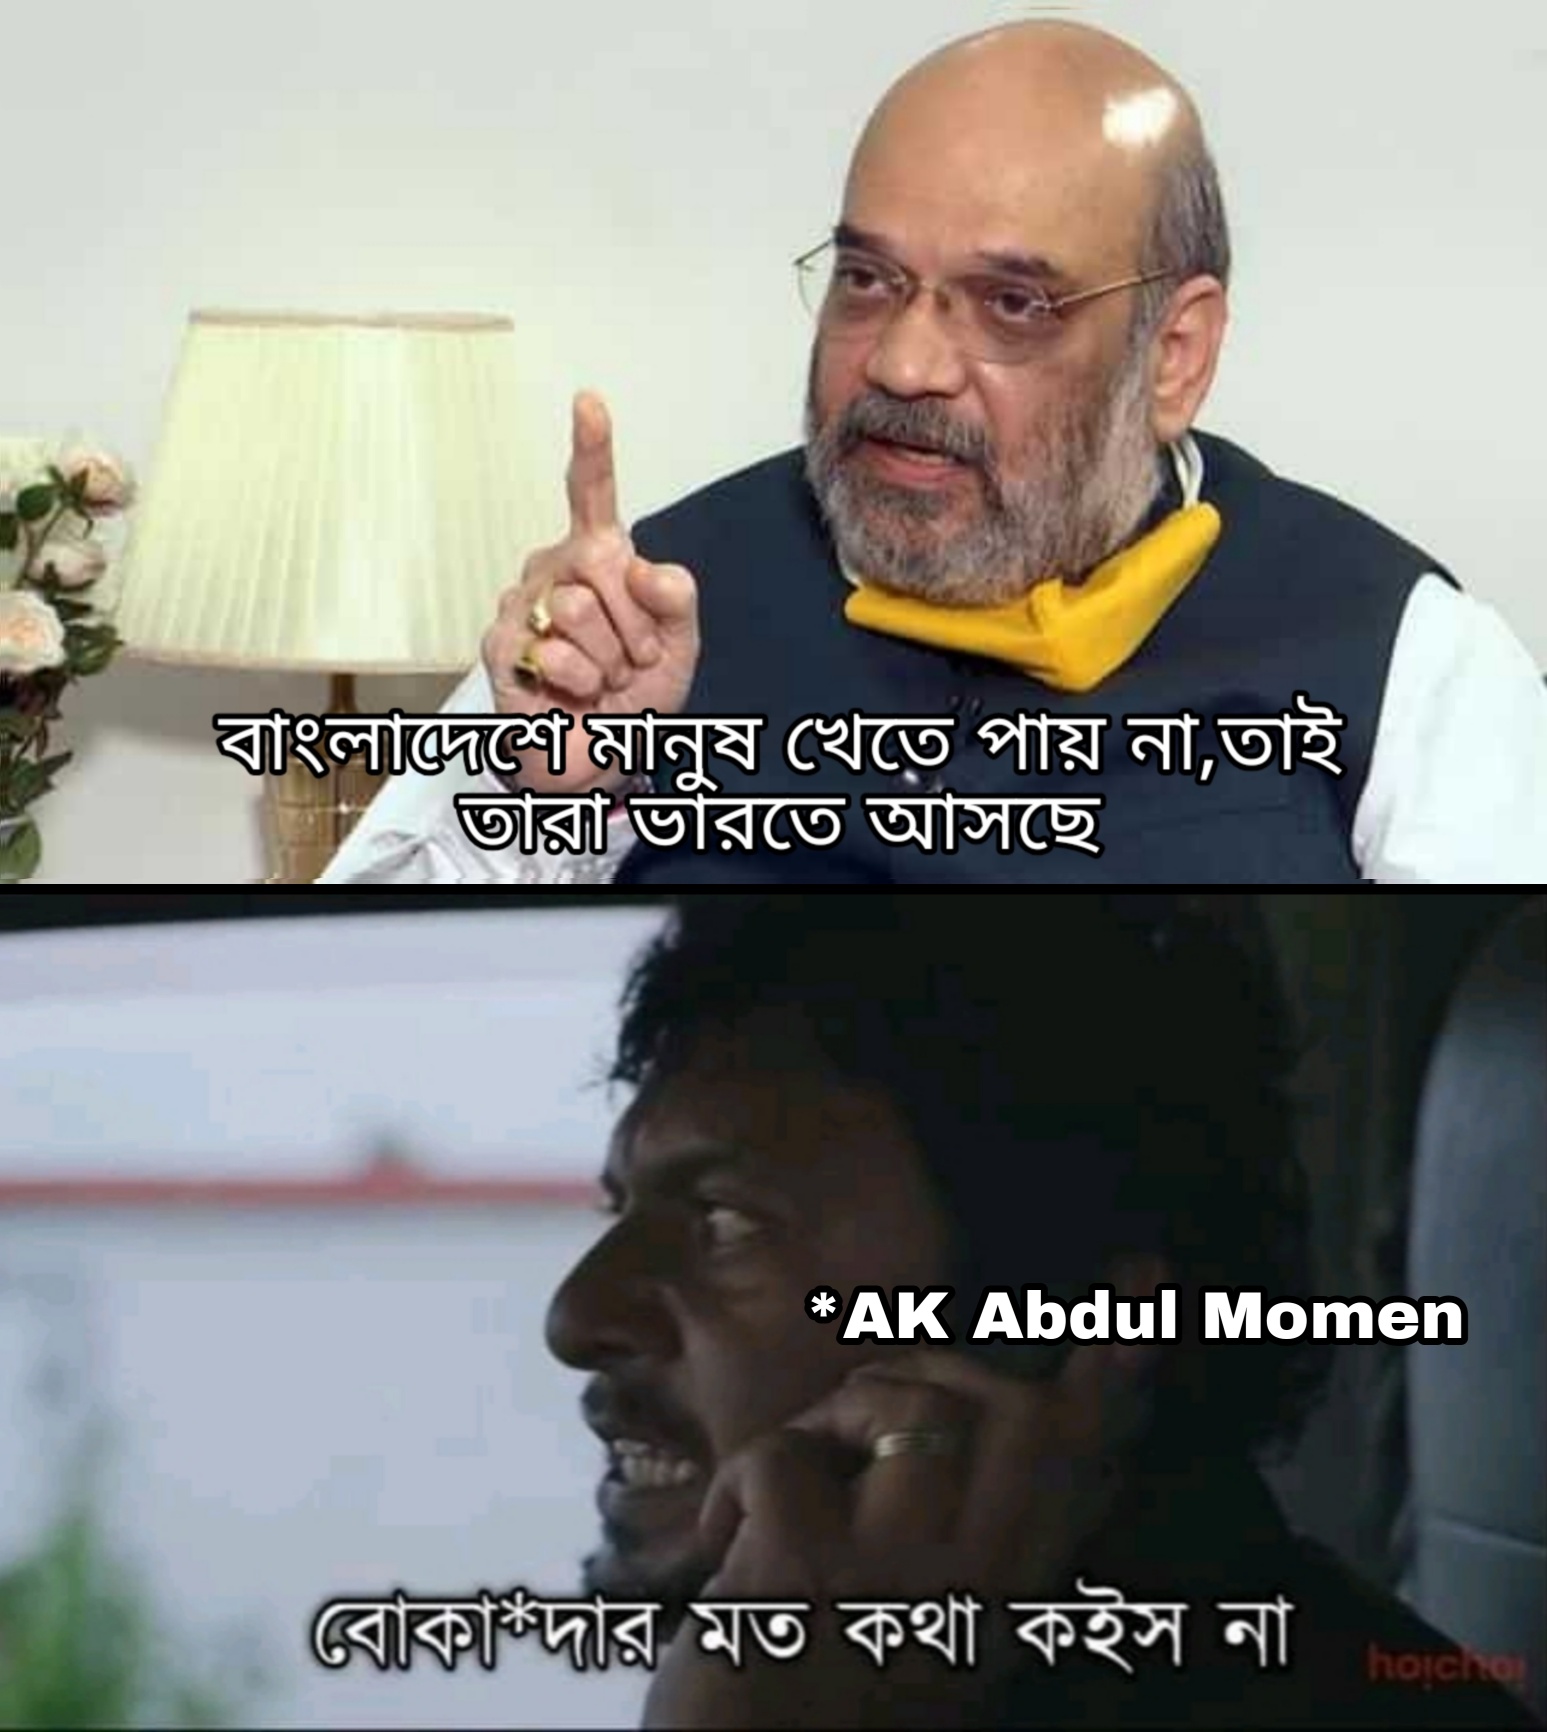 বাংলাদেশে মানুষ খেতে পায় না,তাই
তারা ভারতে আসছে
*AK Abdul Momen
বোকা*দার মত কথা কইস না
hoichoi